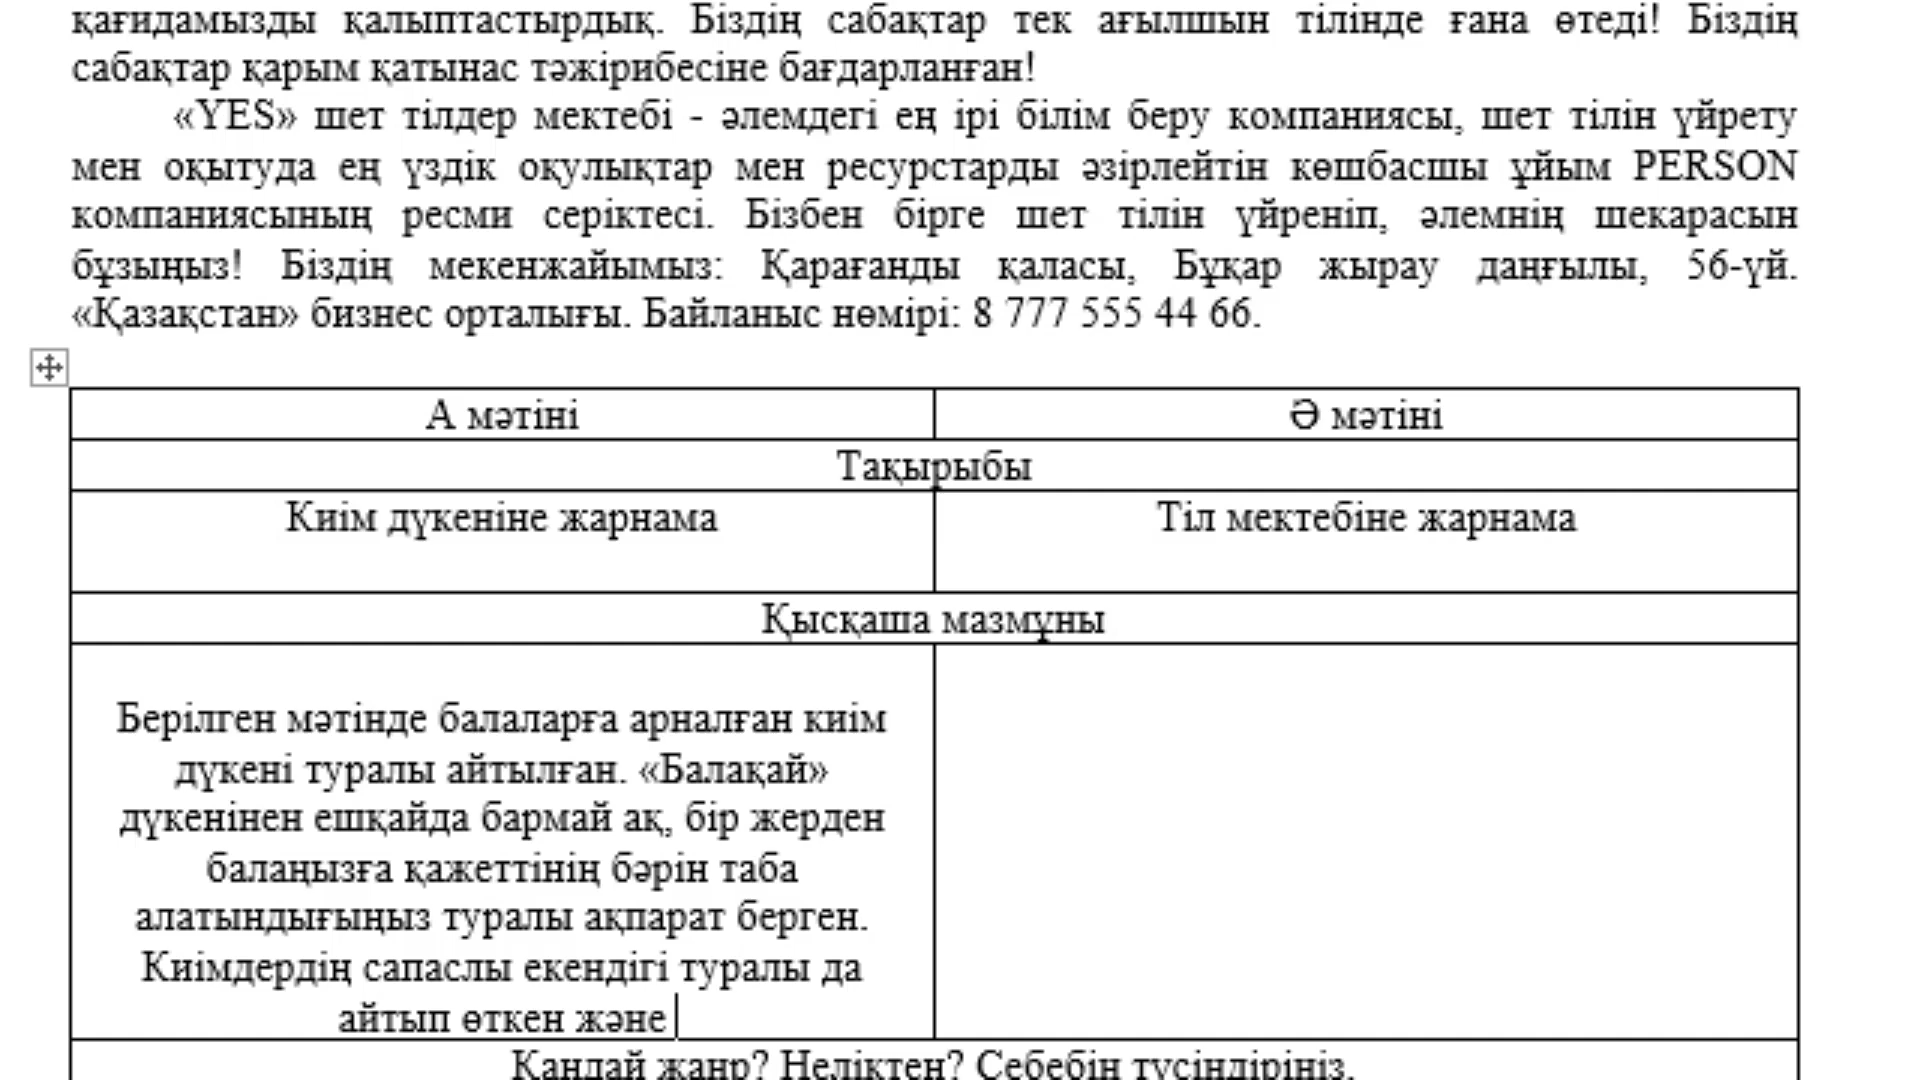 қағидамызды қалыптастырдық. Біздің сабақтар тек ағылшын тілінде ғана өтеді! Біздің
сабақтар қарым қатынас тәжірибесіне бағдарланған!
«YES» шет тілдер мектебі - әлемдегі ең ірі білім беру компаниясы, шет тілін үйрету
мен оқытуда ең үздік оқулықтар мен ресурстарды әзірлейтін көшбасшы ұйым PERSON
компаниясының ресми серіктесі. Бізбен бірге шет тілін үйреніп, әлемнің шекарасын
бұзыңыз! Біздің мекенжайымыз: Қарағанды қаласы, Бұқар жырау даңғылы, 56-үй.
«Қазақстан» бизнес орталығы. Байланыс нөмірі: 8 777 555 44 66.
А мәтіні
Ә мәтіні
Тақырыбы
Киім дүкеніне жарнама
Тіл мектебіне жарнама
Қысқаша мазмұны
Берілген мәтінде балаларға арналған киім
дүкені туралы айтылған. «Балақай»
дүкенінен ешқайда бармай ақ, бір жерден
балаңызға қажеттінің бәрін таба
алатындығыңыз туралы ақпарат берген.
Киімдердің сапаслы екендігі туралы да
айтып өткен және
Қандай жанр? Неліктен? Себебін түсіндіріңіз.